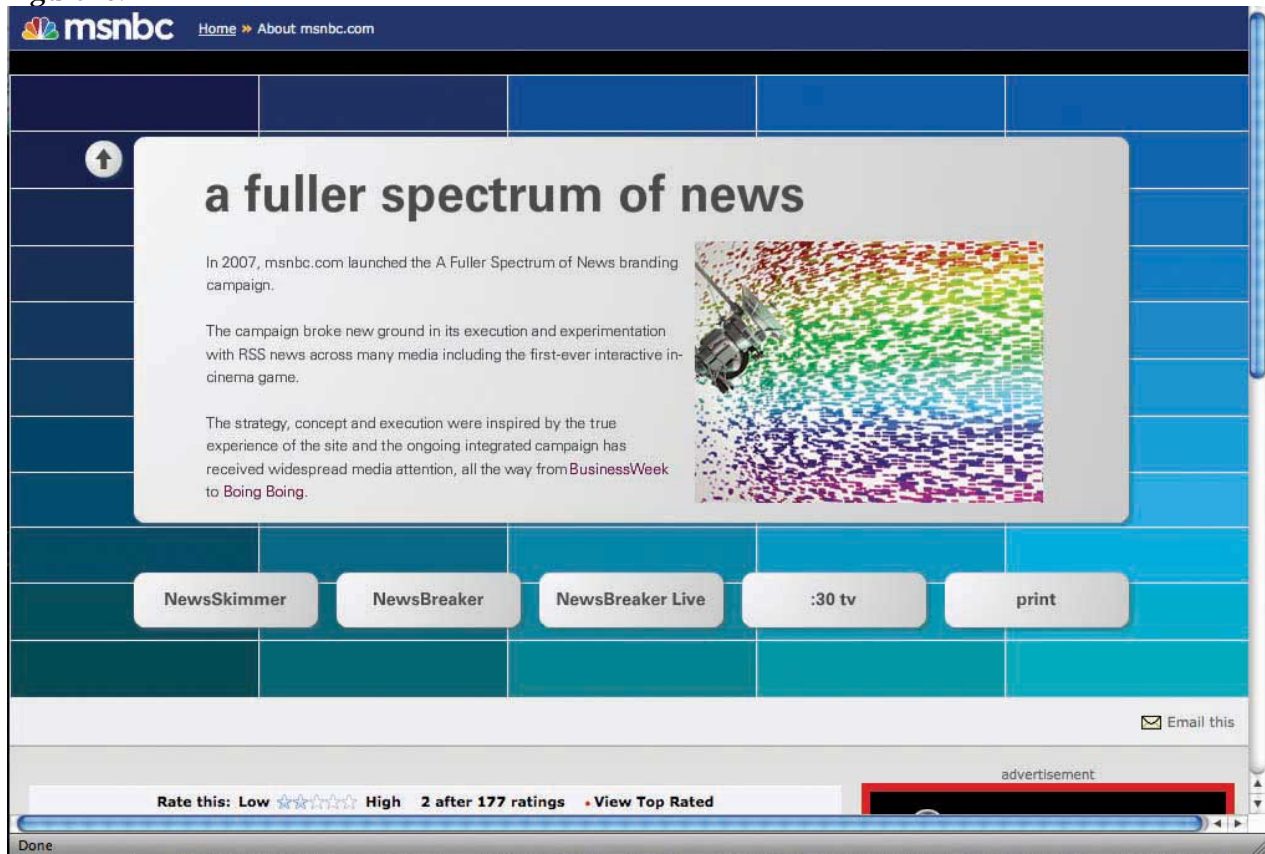 msnbc Home » About msnbc.com
a fuller spectrum of news
In 2007, msnbc.com launched the A Fuller Spectrum of News branding
campaign.
The campaign broke new ground in its execution and experimentation
with RSS news across many media including the first-ever interactive in-
cinema game.
The strategy, concept and execution were inspired by the true
experience of the site and the ongoing integrated campaign has
received widespread media attention, all the way from BusinessWeek
to Boing Boing.
NewsSkimmer NewsBreaker NewsBreaker Live :30 tv print
Email this
advertisement
Rate this: Low High 2 after 177 ratings • View Top Rated
Done